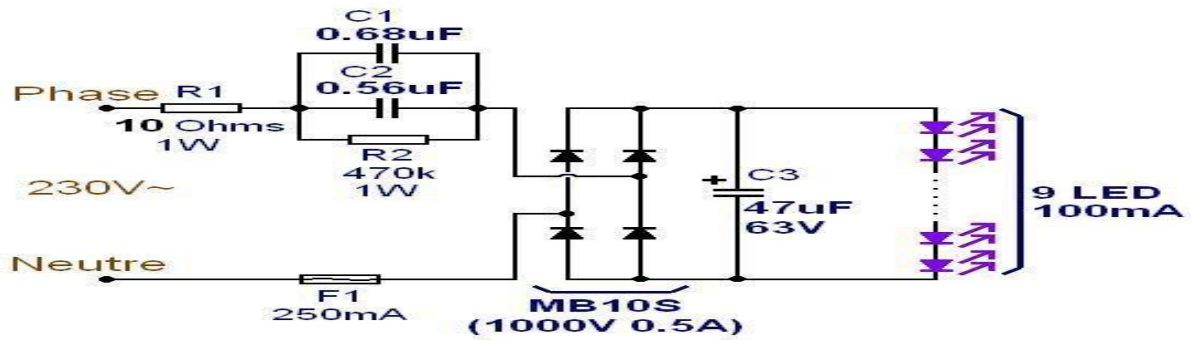 C1
0.68uF
C2
0.56uF
Phase
R1
10 Ohms
1W
R2
470k
1W
230V~
+
C3
47uF
63V
9 LED
100mA
Neutre
F1
250mA
MB10S
(1000V 0.5A)